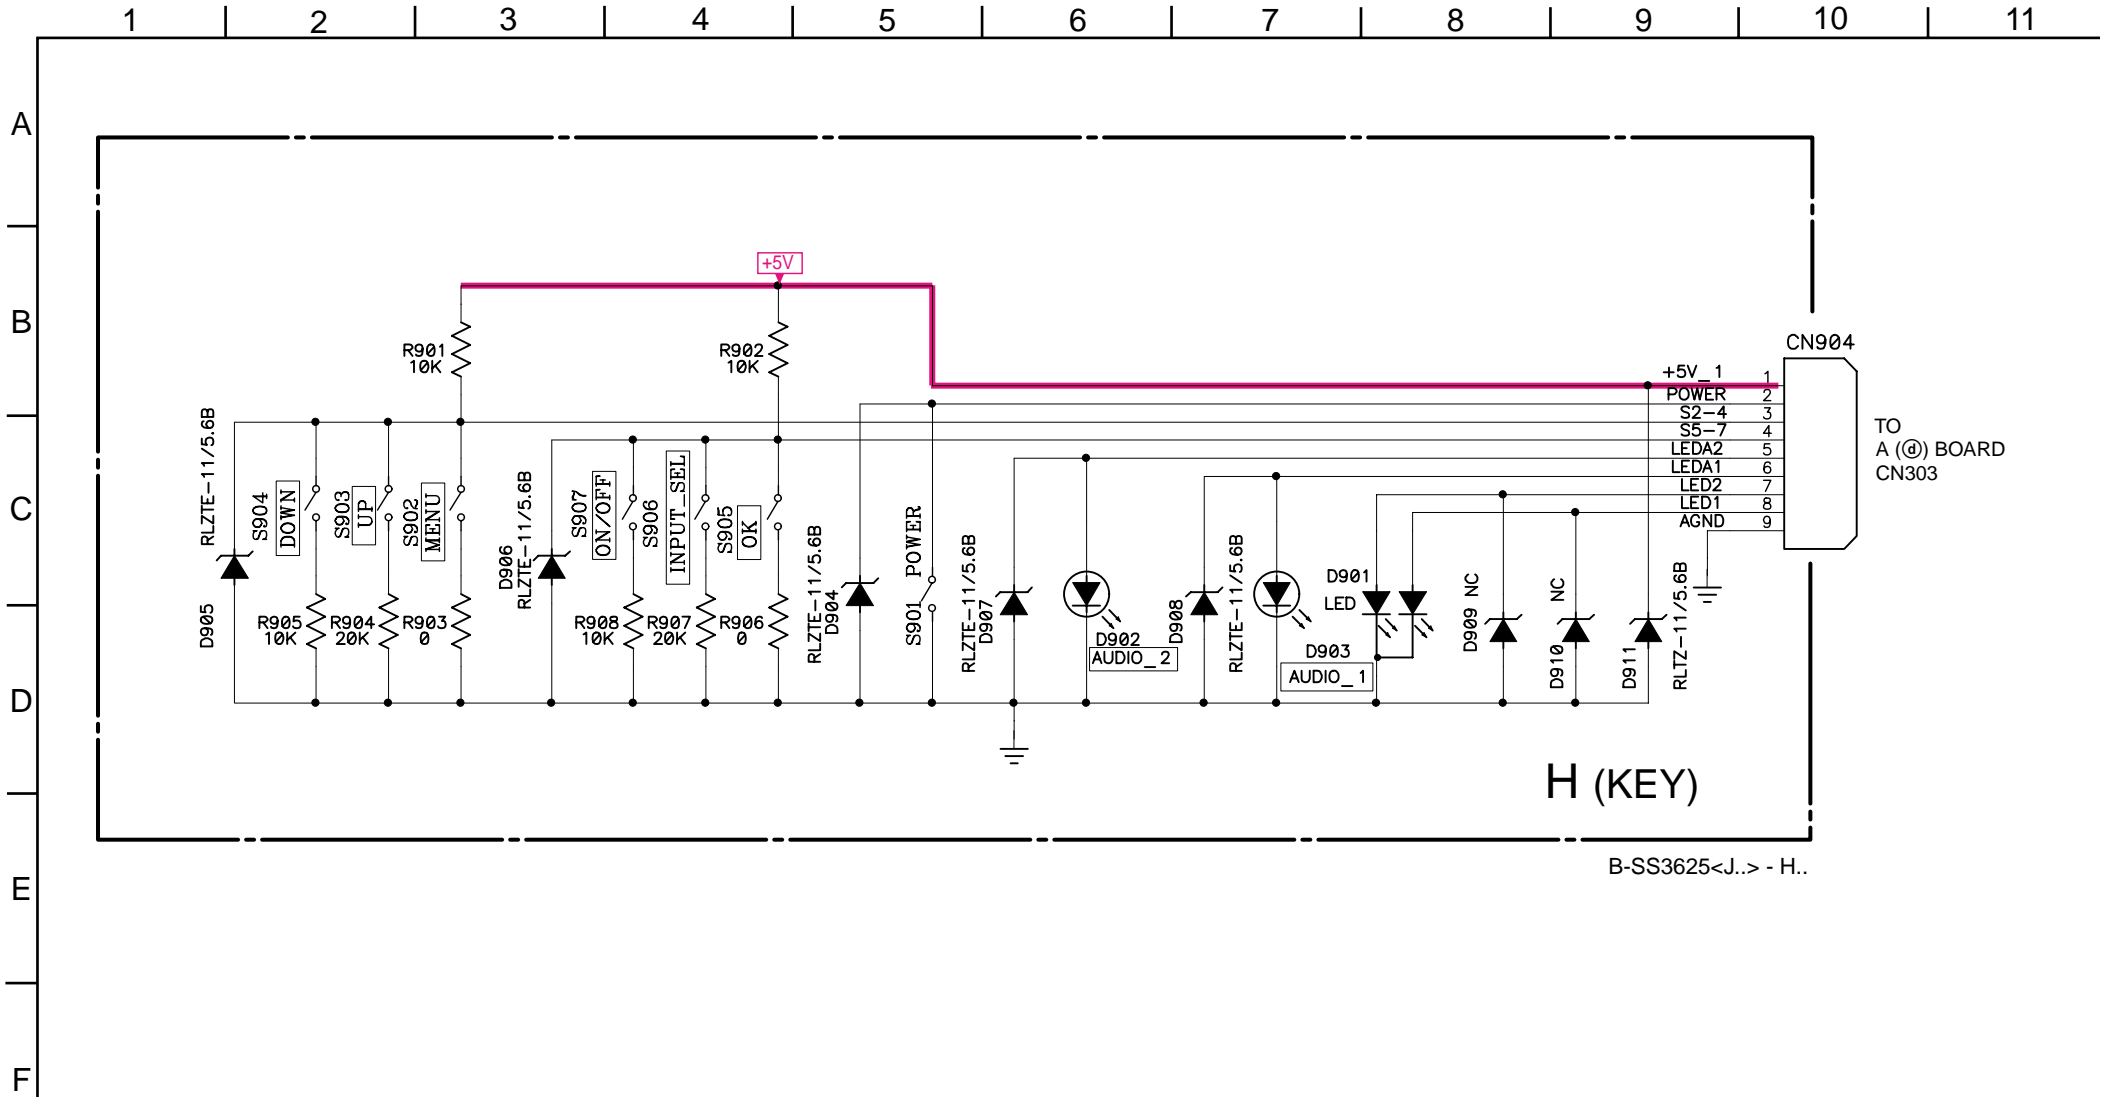 1 2 3 4 5 6 7 8 9 10 11
A
B
C
D
E
F
+5V
R901
10K
R902
10K
CN904
+5V_1 1
POWER 2
S2-4 3
S5-7 4
LEDA2 5
LEDA1 6
LED2 7
LED1 8
AGND 9
TO
A (ⓓ) BOARD
CN303
RLZTE-11/5.6B
D905
S904
DOWN
S903
UP
S902
MENU
D906
RLZTE-11/5.6B
S907
ON/OFF
S906
INPUT_SEL
S905
OK
RLZTE-11/5.6B
D904
S901 POWER
RLZTE-11/5.6B
D907
D908
RLZTE-11/5.6B
D901
LED
D909 NC
D910 NC
D911
RLTZ-11/5.6B
R905
10K
R904
20K
R903
0
R908
10K
R907
20K
R906
0
D902
AUDIO_2
D903
AUDIO_1
H (KEY)
B-SS3625<J..> - H..